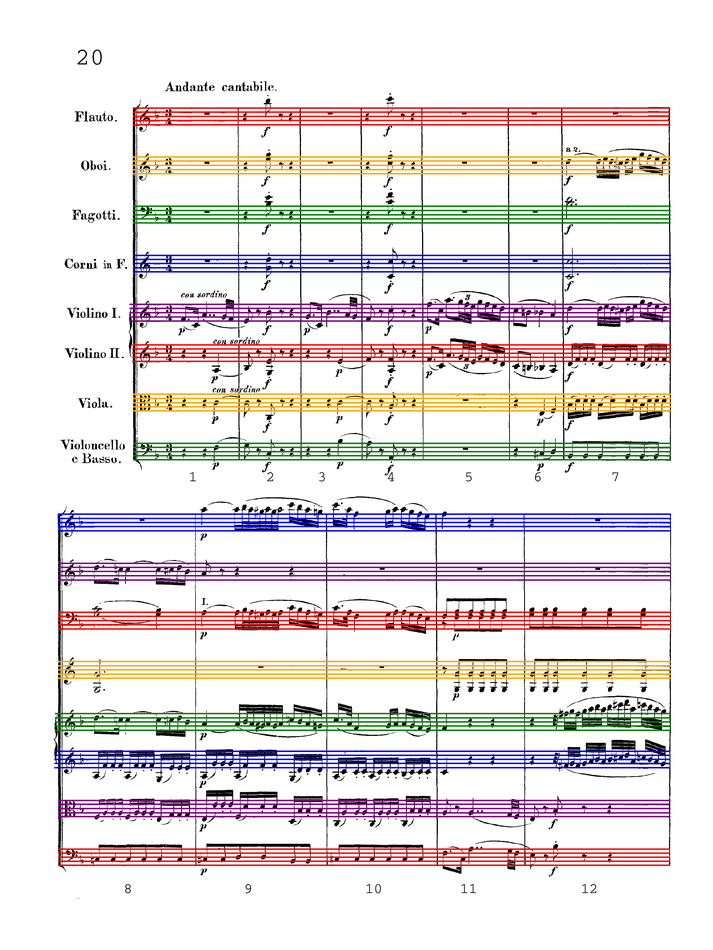 20
Andante cantabile.
Flauto.
Oboi.
a 2.
f
Fagotti.
Corni in F.
con sordino
Violino I.
p
con sordino
Violino II.
con sordino
Viola.
Violoncello
e Basso.
1 2 3 4 5 6 7
I.
p
8 9 10 11 12